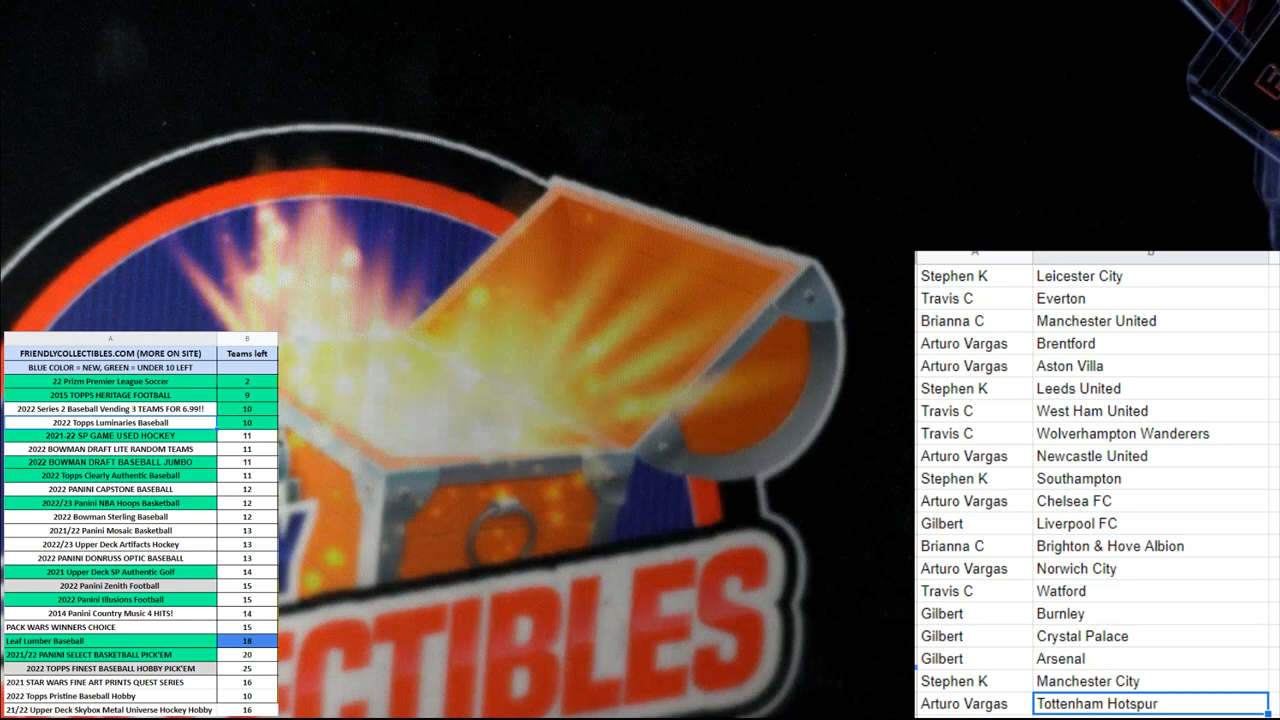 A B
FRIENDLYCOLLECTIBLES.COM (MORE ON SITE) Teams left
BLUE COLOR = NEW, GREEN = UNDER 10 LEFT
22 Prizm Premier League Soccer 2
2015 TOPPS HERITAGE FOOTBALL 9
2022 Series 2 Baseball Vending 3 TEAMS FOR 6.99!! 10
2022 Topps Luminaries Baseball 10
2021-22 SP GAME USED HOCKEY 11
2022 BOWMAN DRAFT LITE RANDOM TEAMS 11
2022 BOWMAN DRAFT BASEBALL JUMBO 11
2022 Topps Clearly Authentic Baseball 11
2022 PANINI CAPSTONE BASEBALL 12
2022/23 Panini NBA Hoops Basketball 12
2022 Bowman Sterling Baseball 12
2021/22 Panini Mosaic Basketball 13
2022/23 Upper Deck Artifacts Hockey 13
2022 PANINI DONRUSS OPTIC BASEBALL 13
2021 Upper Deck SP Authentic Golf 14
2022 Panini Zenith Football 15
2022 Panini Illusions Football 15
2014 Panini Country Music 4 HITS! 14
PACK WARS WINNERS CHOICE 15
Leaf Lumber Baseball 18
2021/22 PANINI SELECT BASKETBALL PICK'EM 20
2022 TOPPS FINEST BASEBALL HOBBY PICK'EM 25
2021 STAR WARS FINE ART PRINTS QUEST SERIES 16
2022 Topps Pristine Baseball Hobby 10
21/22 Upper Deck Skybox Metal Universe Hockey Hobby 16
ECTIBLES
Stephen K Leicester City
Travis C Everton
Brianna C Manchester United
Arturo Vargas Brentford
Arturo Vargas Aston Villa
Stephen K Leeds United
Travis C West Ham United
Travis C Wolverhampton Wanderers
Arturo Vargas Newcastle United
Stephen K Southampton
Arturo Vargas Chelsea FC
Gilbert Liverpool FC
Brianna C Brighton & Hove Albion
Arturo Vargas Norwich City
Travis C Watford
Gilbert Burnley
Gilbert Crystal Palace
Gilbert Arsenal
Stephen K Manchester City
Arturo Vargas Tottenham Hotspur